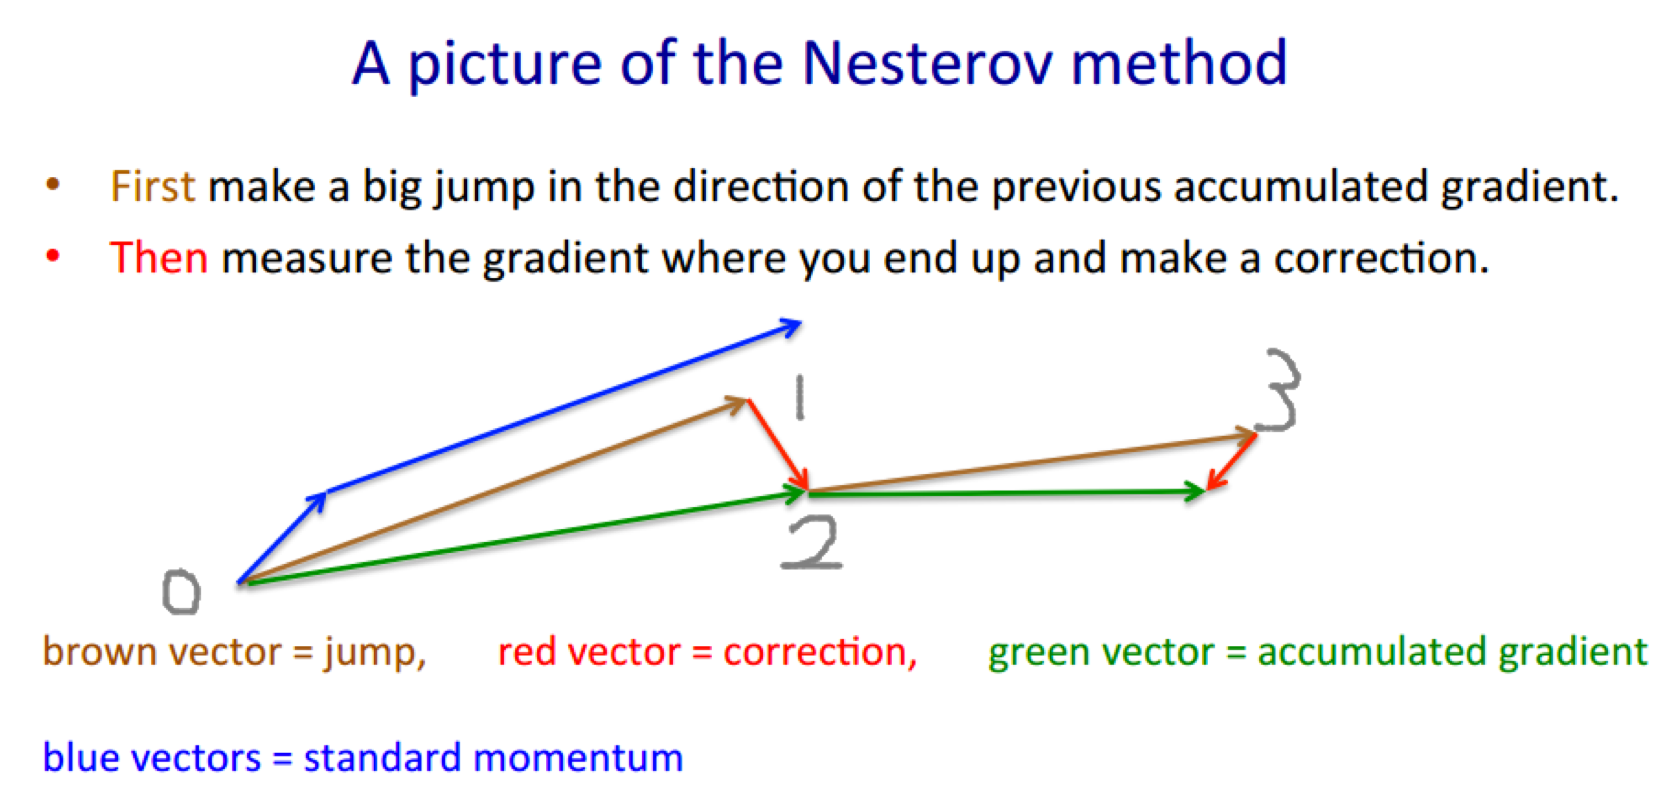 A picture of the Nesterov method
• First make a big jump in the direction of the previous accumulated gradient.
• Then measure the gradient where you end up and make a correction.
1
3
2
0
brown vector = jump, red vector = correction, green vector = accumulated gradient
blue vectors = standard momentum